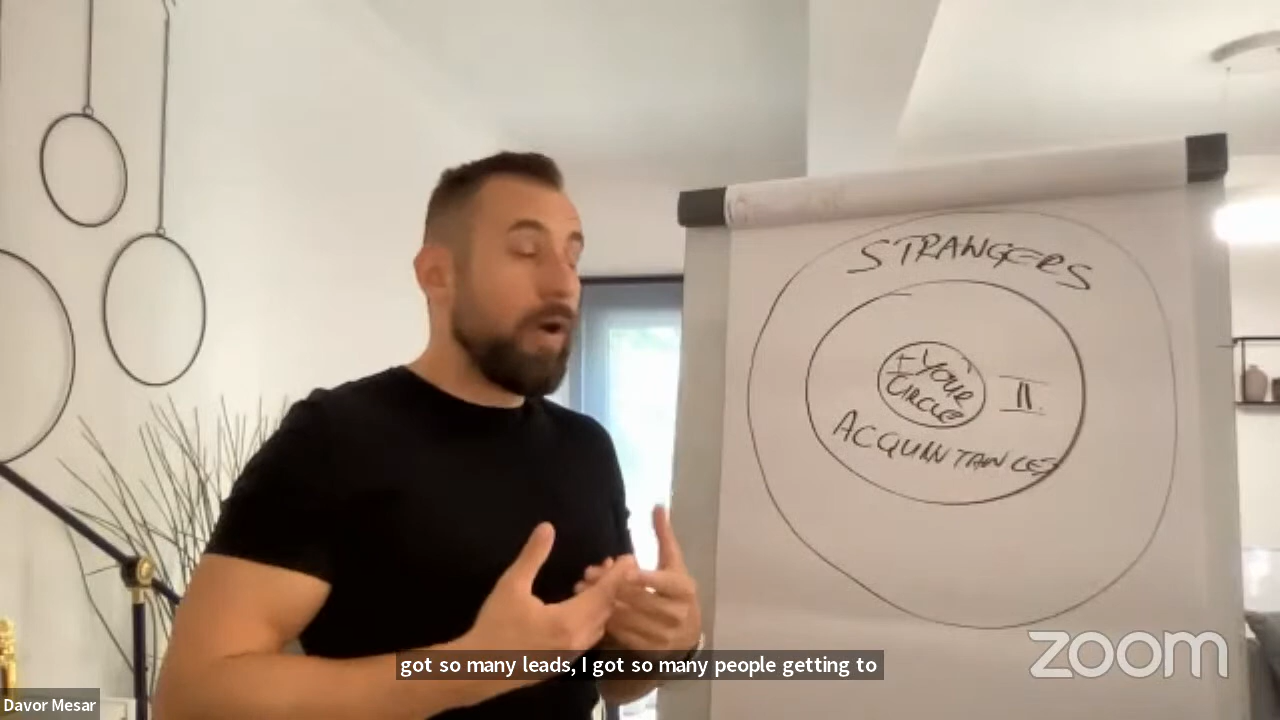 STRANGERS
I YOUR
CIRCLE
II.
ACQUINTANCES
got so many leads, I got so many people getting to
zoom
Davor Mesar